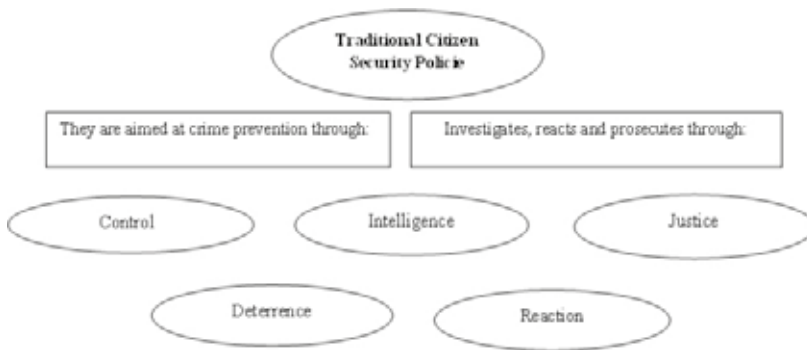 Traditional Citizen
Security Policie
They are aimed at crime prevention through:
Investigates, reacts and prosecutes through:
Control
Intelligence
Justice
Deterrence
Reaction